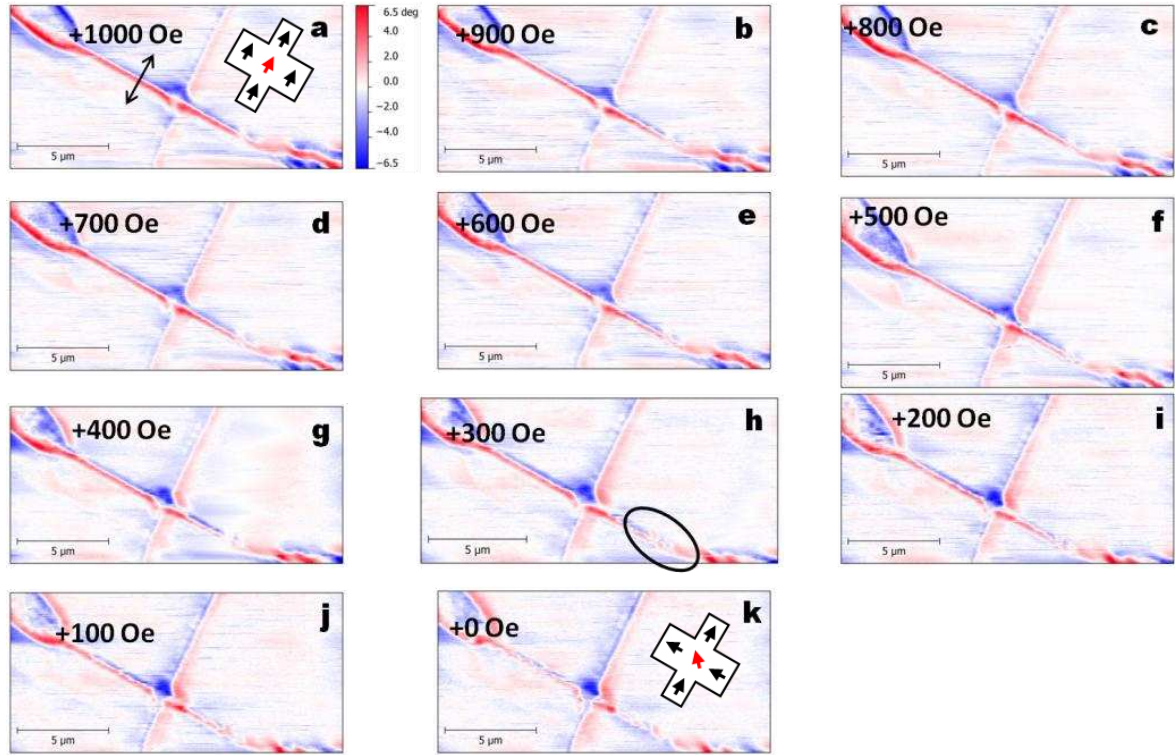 +1000 Oe
a
6.5 deg
4.0
2.0
0.0
−2.0
−4.0
−6.5
5 µm
+900 Oe
b
5 µm
+800 Oe
c
5 µm
+700 Oe
d
5 µm
+600 Oe
e
5 µm
+500 Oe
f
5 µm
+400 Oe
g
5 µm
+300 Oe
h
5 µm
+200 Oe
i
5 µm
+100 Oe
j
5 µm
+0 Oe
k
5 µm